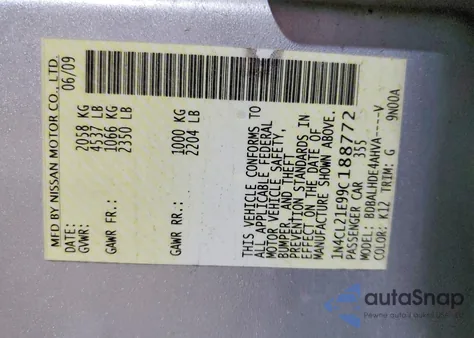 MFD BY NISSAN MOTOR CO., LTD.
DATE: 06/09
GVWR: 2058 KG
4537 LB
GAWR FR: 1066 KG
2350 LB
GAWR RR: 1000 KG
2204 LB
THIS VEHICLE CONFORMS TO
ALL APPLICABLE FEDERAL
MOTOR VEHICLE SAFETY,
BUMPER, AND THEFT
PREVENTION STANDARDS IN
EFFECT ON THE DATE OF
MANUFACTURE SHOWN ABOVE.
1N4CL21E99C188772
PASSENGER CAR 355
MODEL: BDBALHDE4AHVA----V
COLOR: K12 TRIM: G 9N00A
autoSnap
Pewne auta z